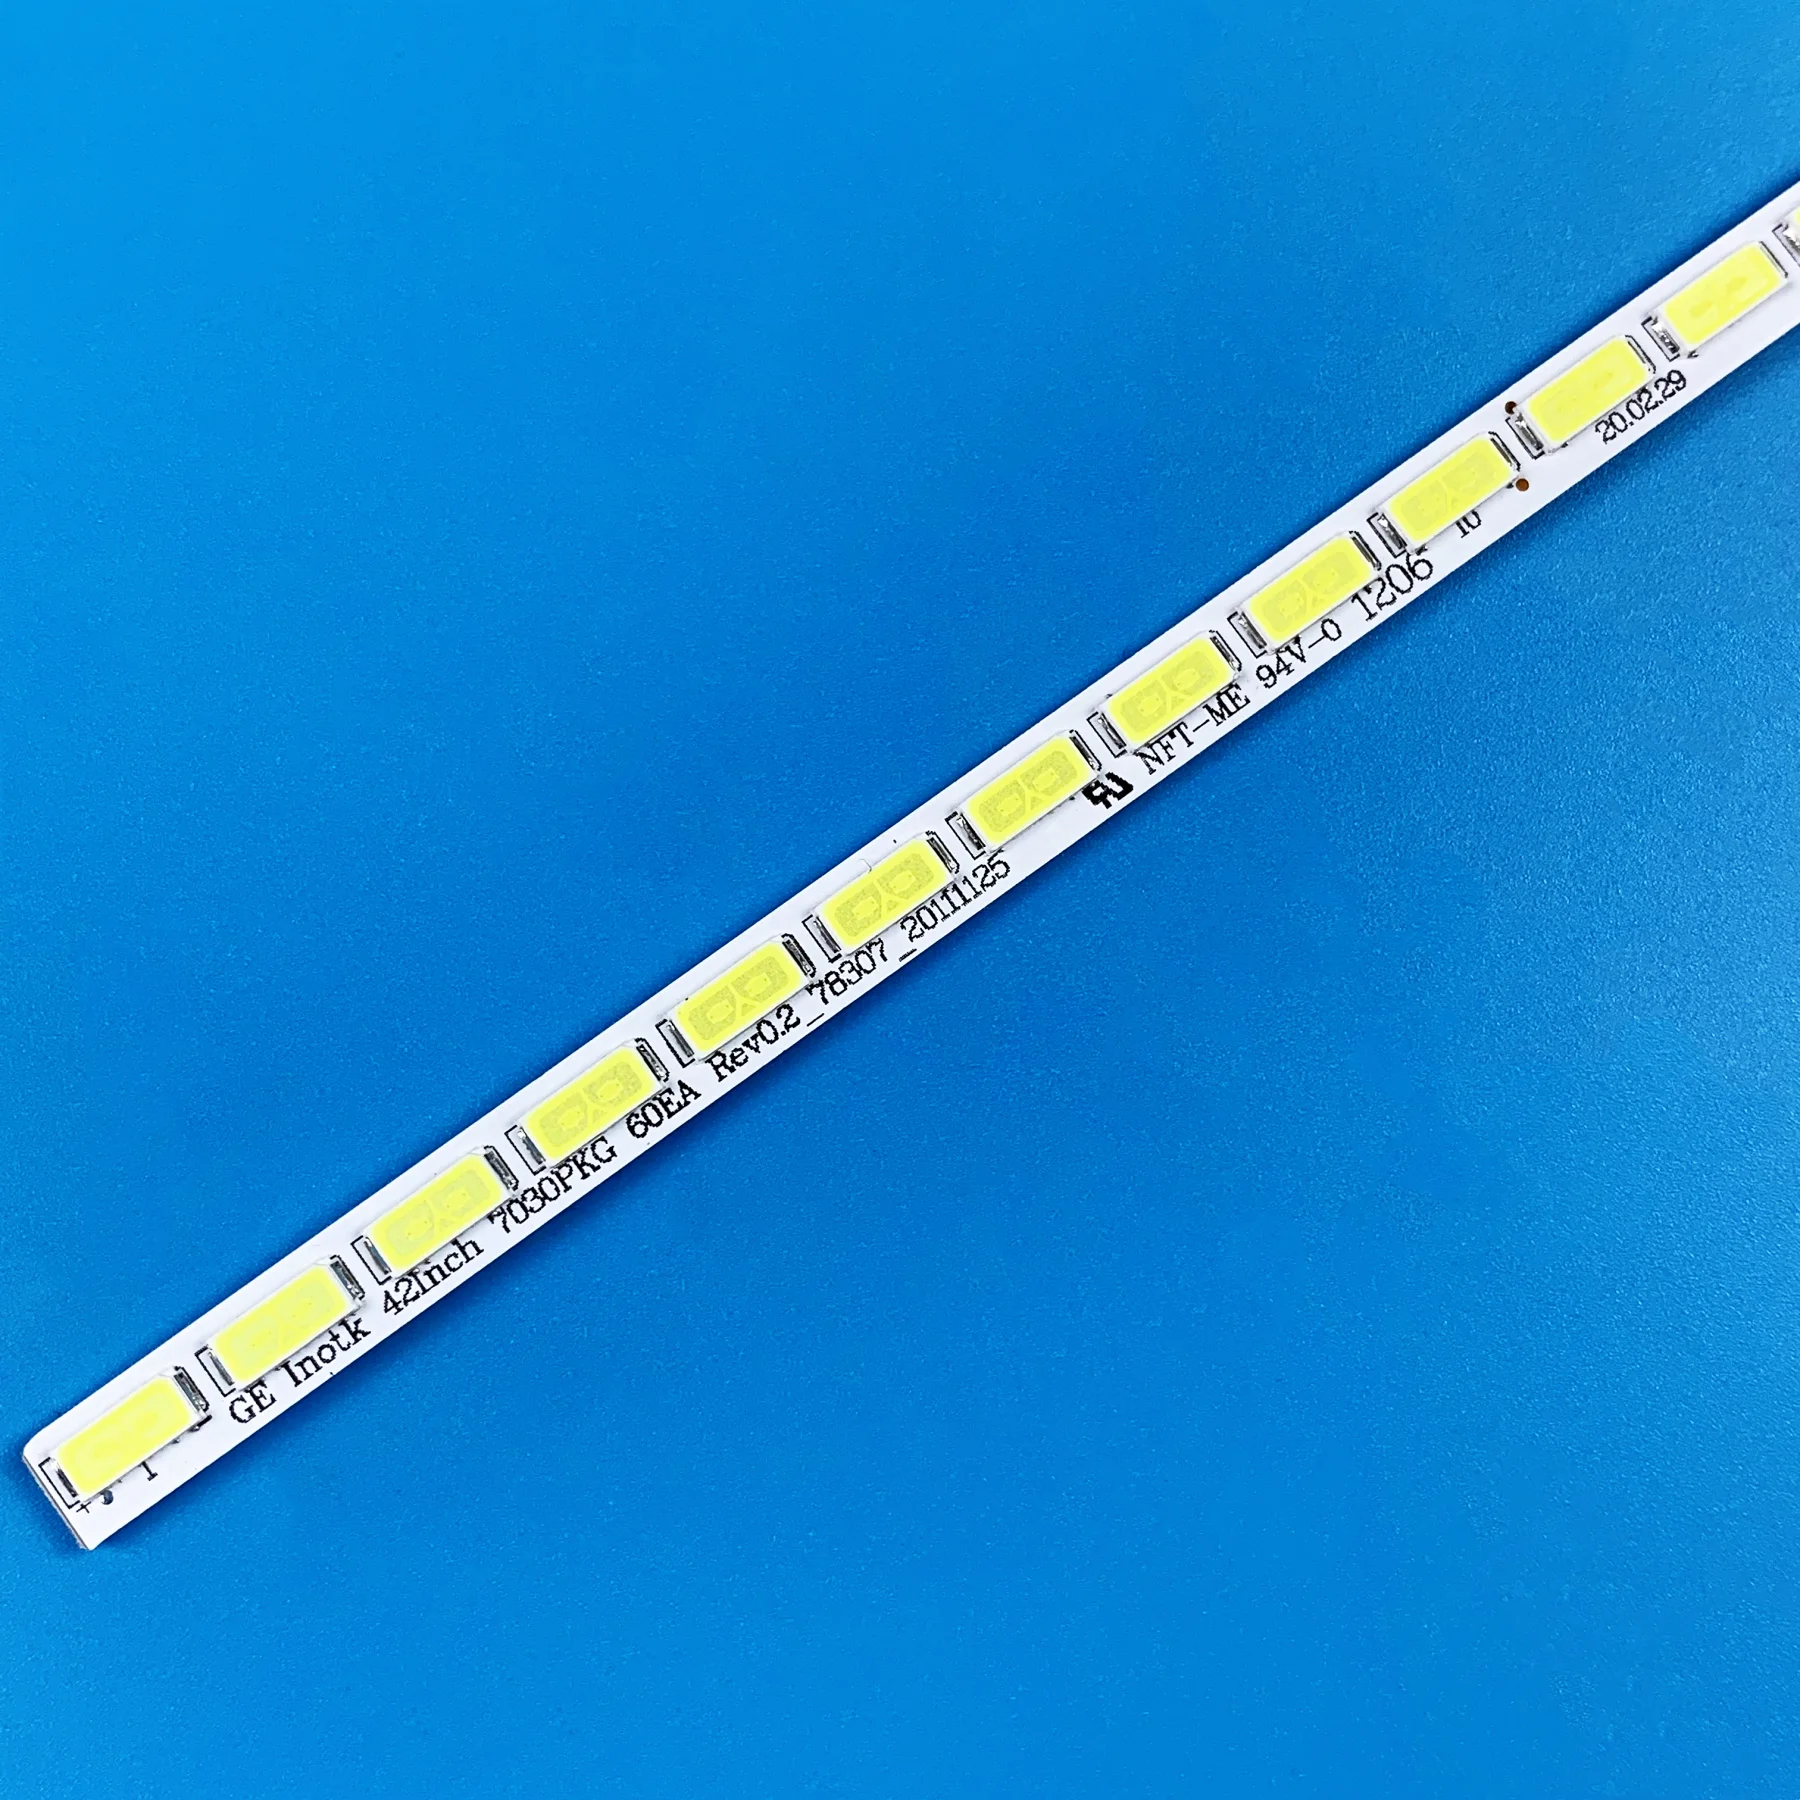 + 1
GE Inotk 42Inch 7030PKG 60EA Rev0.2_78307_20111125 NFT-ME 94V-0 1206 10 20.02.29